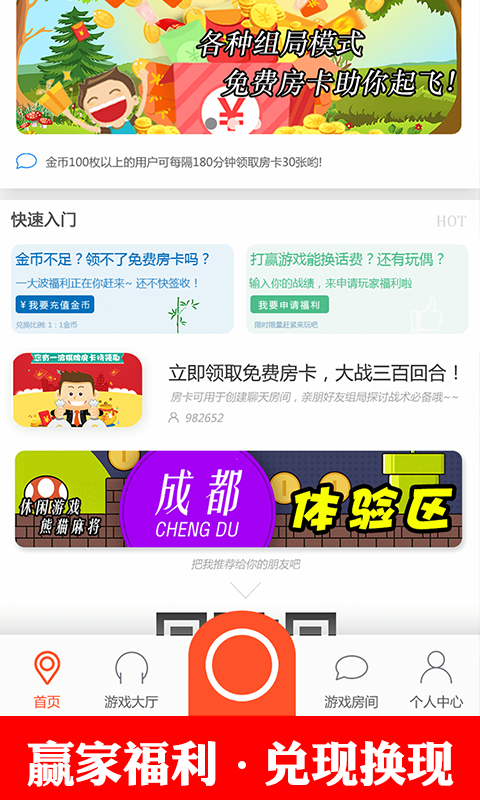 各种组局模式
免费房卡助你起飞!
金币100枚以上的用户可每隔180分钟领取房卡30张哟!
快速入门
HOT
金币不足？领不了免费房卡吗？
一大波福利正在你赶来~ 还不快签收！
¥ 我要充值金币
兑换比例: 1：1金币
打赢游戏能换话费？还有玩偶？
输入你的战绩，来申请玩家福利啦
我要申请福利
限时限量赶紧来玩吧
您有一波棋牌房卡待领取
立即领取免费房卡，大战三百回合！
房卡可用于创建聊天房间，亲朋好友组局探讨战术必备哦~~
982652
休闲游戏
熊猫麻将
成都
CHENG DU
体验区
把我推荐给你的朋友吧
首页
游戏大厅
游戏房间
个人中心
赢家福利·兑现换现